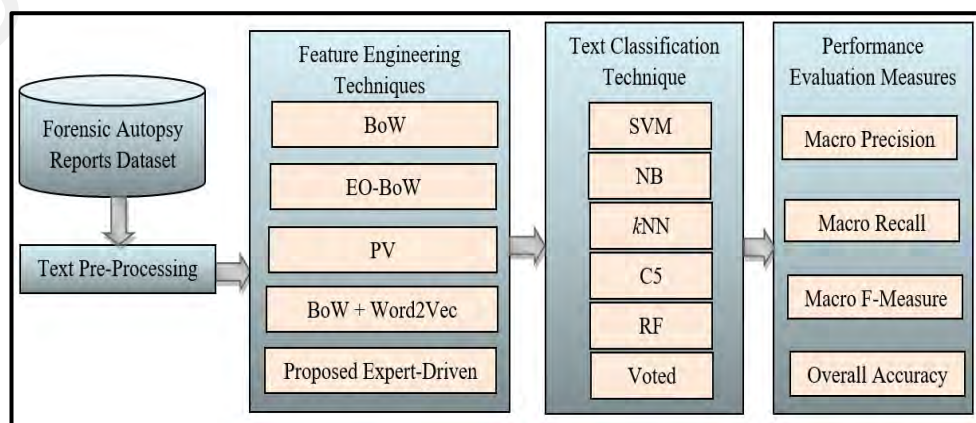 Forensic Autopsy
Reports Dataset
Text Pre-Processing
Feature Engineering
Techniques
BoW
EO-BoW
PV
BoW + Word2Vec
Proposed Expert-Driven
Text Classification
Technique
SVM
NB
kNN
C5
RF
Voted
Performance
Evaluation Measures
Macro Precision
Macro Recall
Macro F-Measure
Overall Accuracy